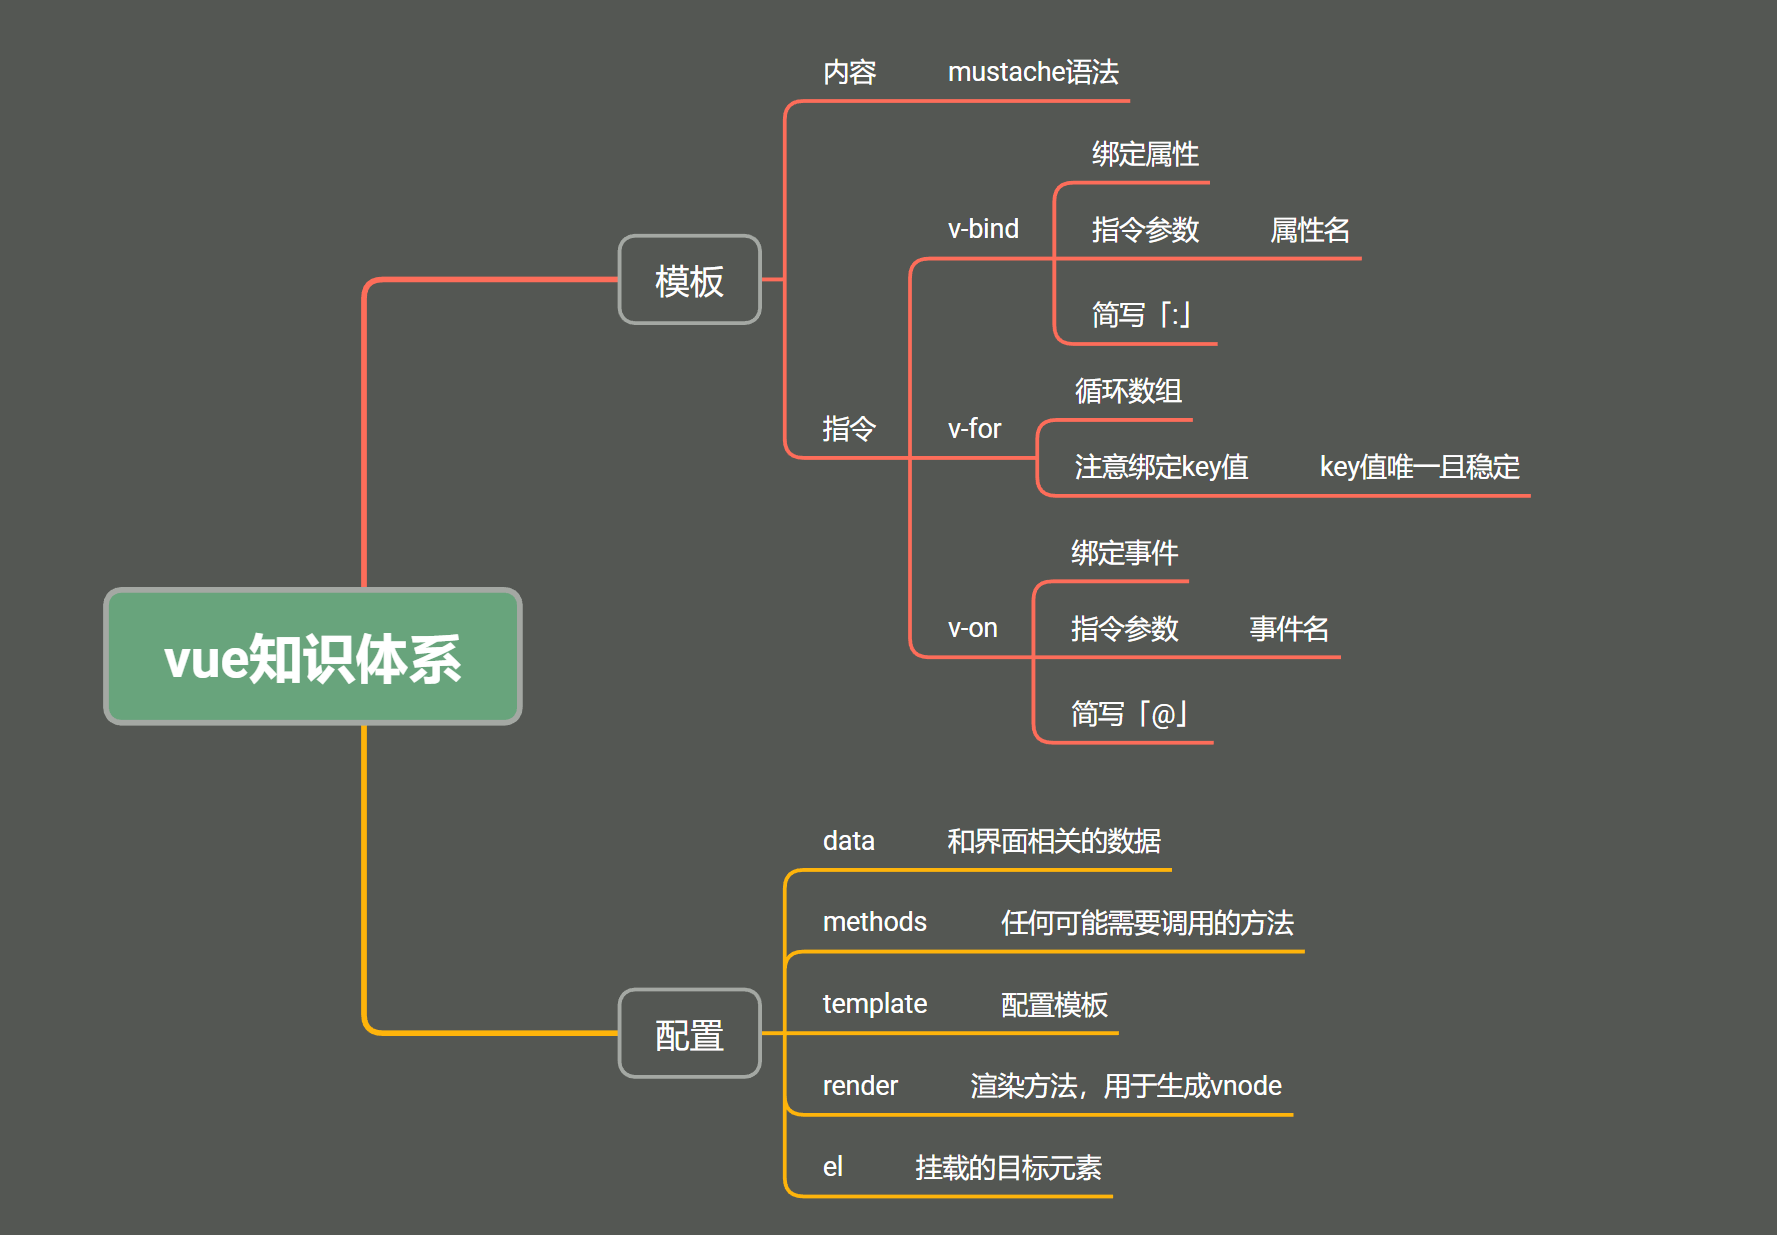 内容
mustache语法
绑定属性
v-bind
指令参数
属性名
简写「:」
模板
循环数组
指令
v-for
注意绑定key值
key值唯一且稳定
绑定事件
v-on
指令参数
事件名
简写「@」
vue知识体系
data
和界面相关的数据
methods
任何可能需要调用的方法
template
配置模板
配置
render
渲染方法，用于生成vnode
el
挂载的目标元素